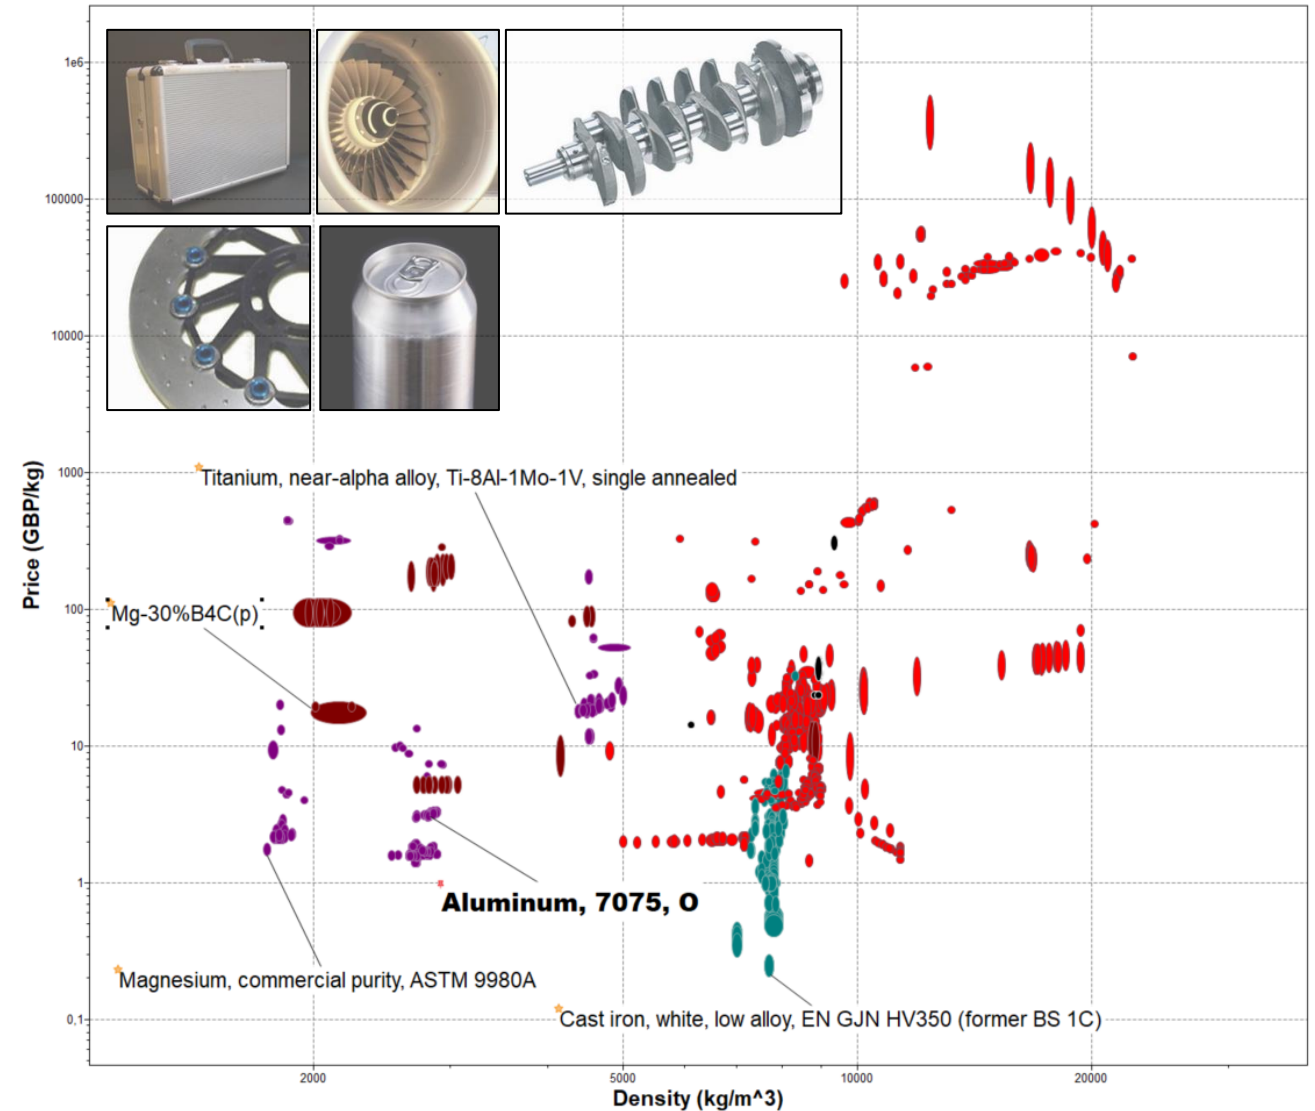 1e6
100000
10000
1000
100
10
1
0,1
Price (GBP/kg)
Titanium, near-alpha alloy, Ti-8Al-1Mo-1V, single annealed
Mg-30%B4C(p)
Aluminum, 7075, O
Magnesium, commercial purity, ASTM 9980A
Cast iron, white, low alloy, EN GJN HV350 (former BS 1C)
2000
5000
10000
20000
Density (kg/m^3)